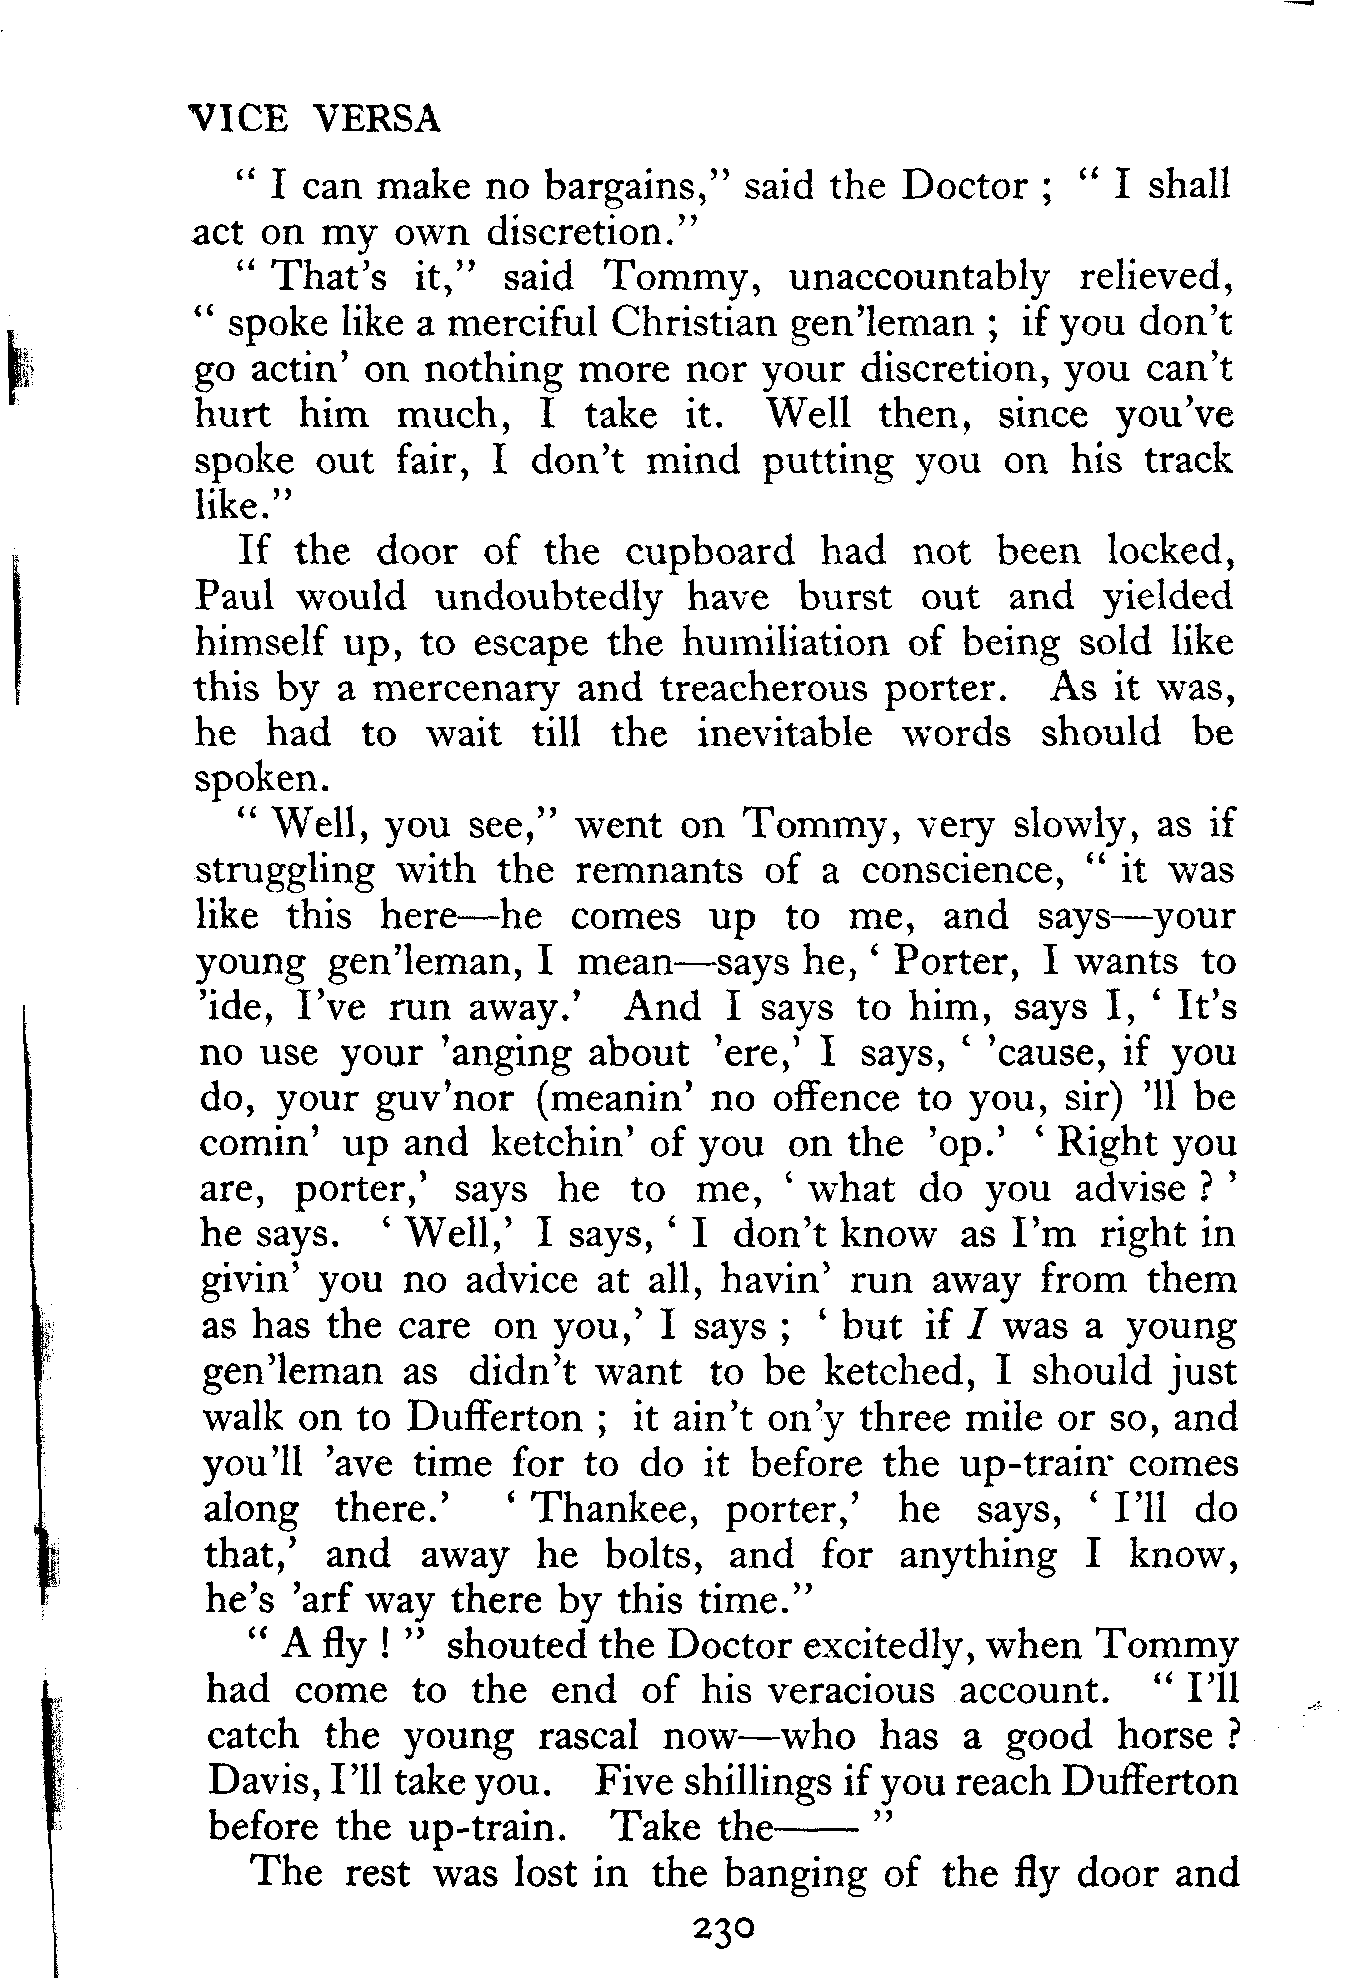 VICE VERSA
“ I can make no bargains,” said the Doctor ; “ I shall
act on my own discretion.”
“ That’s it,” said Tommy, unaccountably relieved,
“ spoke like a merciful Christian gen’leman ; if you don’t
go actin’ on nothing more nor your discretion, you can’t
hurt him much, I take it. Well then, since you’ve
spoke out fair, I don’t mind putting you on his track
like.”
If the door of the cupboard had not been locked,
Paul would undoubtedly have burst out and yielded
himself up, to escape the humiliation of being sold like
this by a mercenary and treacherous porter. As it was,
he had to wait till the inevitable words should be
spoken.
“ Well, you see,” went on Tommy, very slowly, as if
struggling with the remnants of a conscience, “ it was
like this here—he comes up to me, and says—your
young gen’leman, I mean—says he, ‘ Porter, I wants to
’ide, I’ve run away.’ And I says to him, says I, ‘ It’s
no use your ’anging about ’ere,’ I says, ‘ ’cause, if you
do, your guv’nor (meanin’ no offence to you, sir) ’ll be
comin’ up and ketchin’ of you on the ’op.’ ‘ Right you
are, porter,’ says he to me, ‘ what do you advise ? ’
he says. ‘ Well,’ I says, ‘ I don’t know as I’m right in
givin’ you no advice at all, havin’ run away from them
as has the care on you,’ I says ; ‘ but if I was a young
gen’leman as didn’t want to be ketched, I should just
walk on to Dufferton ; it ain’t on’y three mile or so, and
you’ll ’ave time for to do it before the up-train comes
along there.’ ‘ Thankee, porter,’ he says, ‘ I’ll do
that,’ and away he bolts, and for anything I know,
he’s ’arf way there by this time.”
“ A fly ! ” shouted the Doctor excitedly, when Tommy
had come to the end of his veracious account. “ I’ll
catch the young rascal now—who has a good horse ?
Davis, I’ll take you. Five shillings if you reach Dufferton
before the up-train. Take the—— ”
The rest was lost in the banging of the fly door and
230